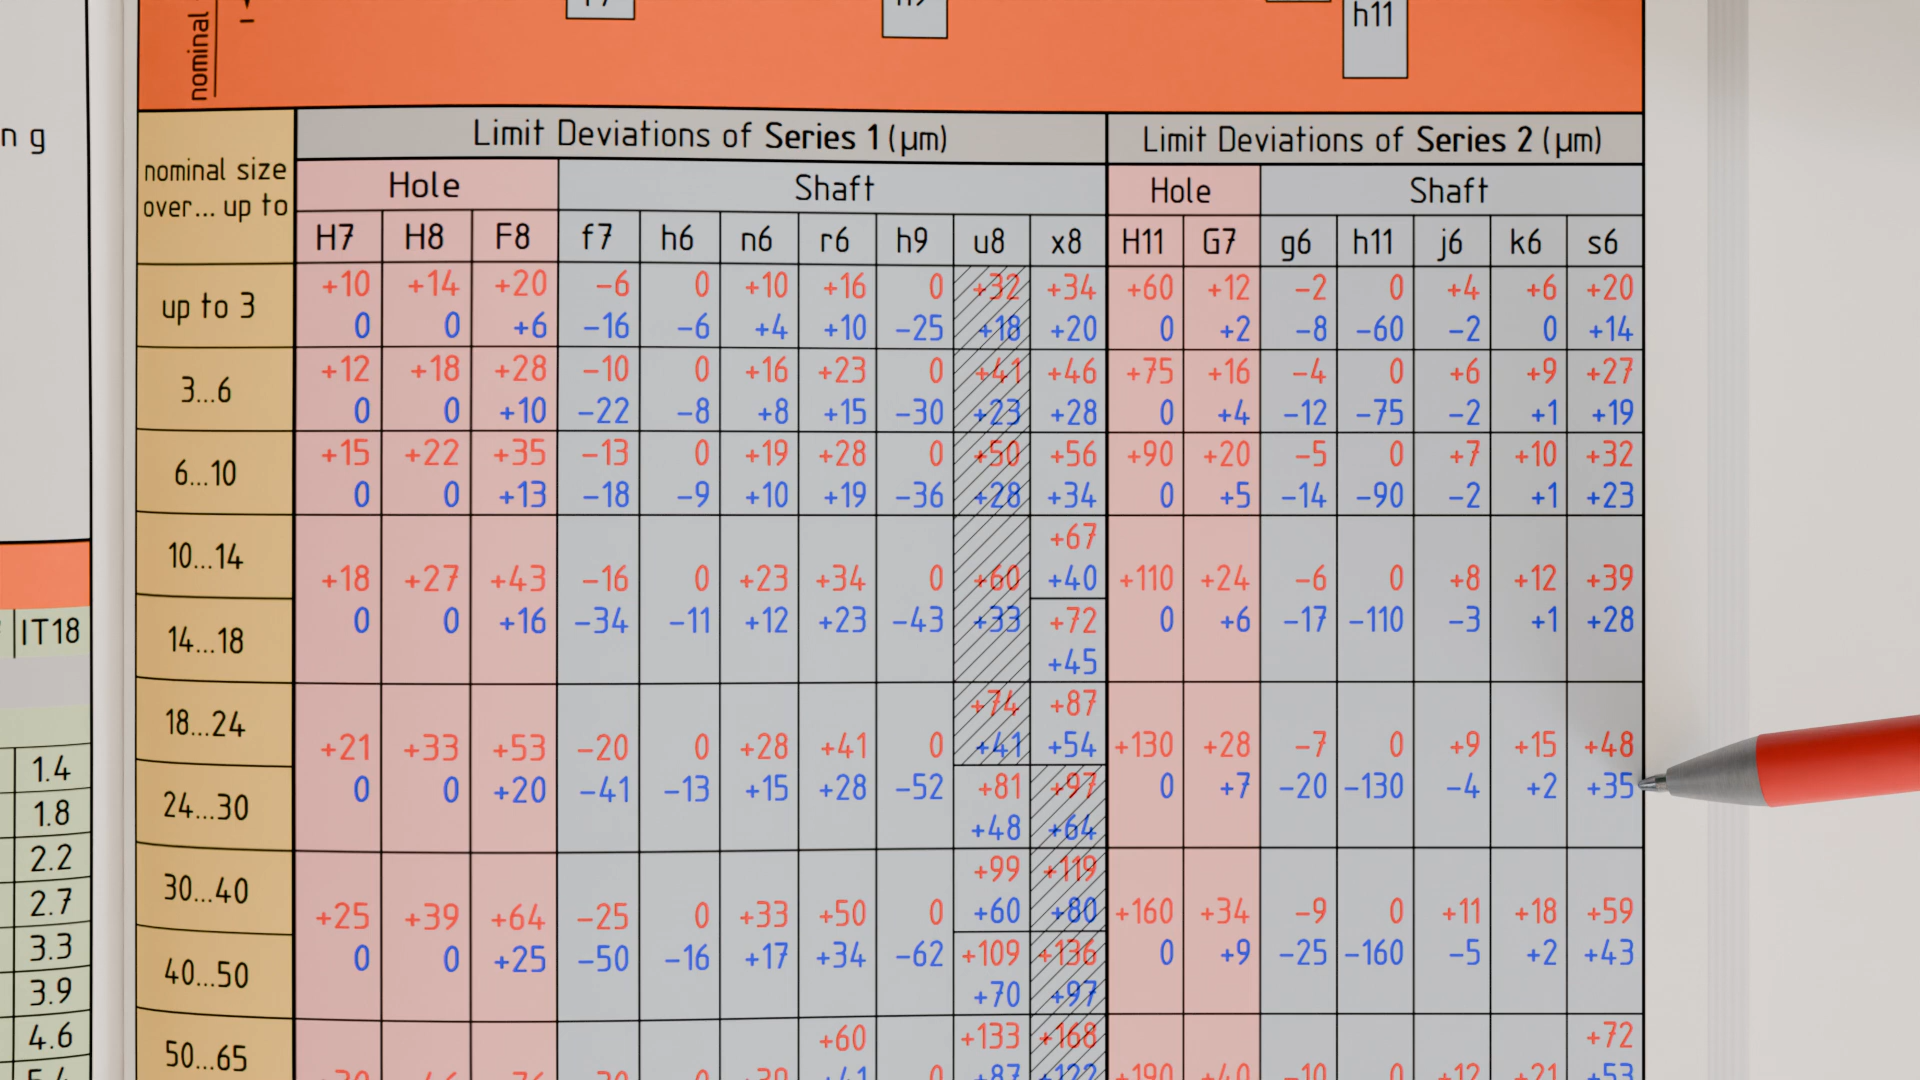 nominal
h11
n g
Limit Deviations of Series 1 (µm) Limit Deviations of Series 2 (µm)
nominal size
over... up to
Hole Shaft Hole Shaft
H7 H8 F8 f7 h6 n6 r6 h9 u8 x8 H11 G7 g6 h11 j6 k6 s6
up to 3
+10 +14 +20 −6 0 +10 +16 0 +32 +34 +60 +12 −2 0 +4 +6 +20
0 0 +6 −16 −6 +4 +10 −25 +18 +20 0 +2 −8 −60 −2 0 +14
3...6
+12 +18 +28 −10 0 +16 +23 0 +41 +46 +75 +16 −4 0 +6 +9 +27
0 0 +10 −22 −8 +8 +15 −30 +23 +28 0 +4 −12 −75 −2 +1 +19
6...10
+15 +22 +35 −13 0 +19 +28 0 +50 +56 +90 +20 −5 0 +7 +10 +32
0 0 +13 −18 −9 +10 +19 −36 +28 +34 0 +5 −14 −90 −2 +1 +23
10...14
+67
+18 +27 +43 −16 0 +23 +34 0 +60 +40 +110 +24 −6 0 +8 +12 +39
0 0 +16 −34 −11 +12 +23 −43 +33 +72 0 +6 −17 −110 −3 +1 +28
14...18
+45
18...24
+74 +87
+21 +33 +53 −20 0 +28 +41 0 +41 +54 +130 +28 −7 0 +9 +15 +48
0 0 +20 −41 −13 +15 +28 −52 +81 +97 0 +7 −20 −130 −4 +2 +35
24...30
+48 +64
30...40
+99 +119
+25 +39 +64 −25 0 +33 +50 0 +60 +80 +160 +34 −9 0 +11 +18 +59
0 0 +25 −50 −16 +17 +34 −62 +109 +136 0 +9 −25 −160 −5 +2 +43
40...50
+70 +97
50...65
+60 +133 +168 +72
IT18
1.4
1.8
2.2
2.7
3.3
3.9
4.6